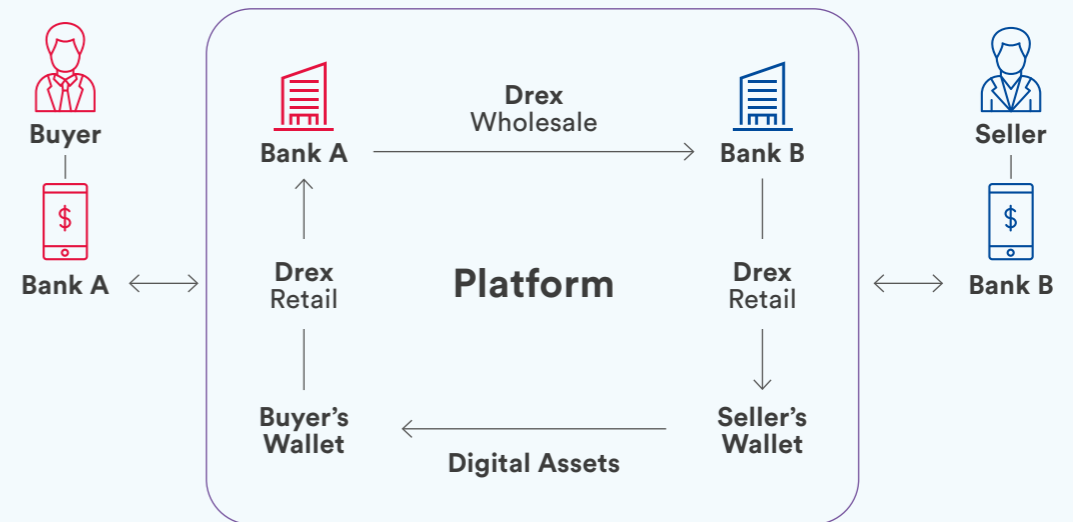 Buyer
$
Bank A
Bank A
Drex
Wholesale
Bank B
Drex
Retail
Platform
Drex
Retail
Buyer's
Wallet
Digital Assets
Seller's
Wallet
Seller
$
Bank B